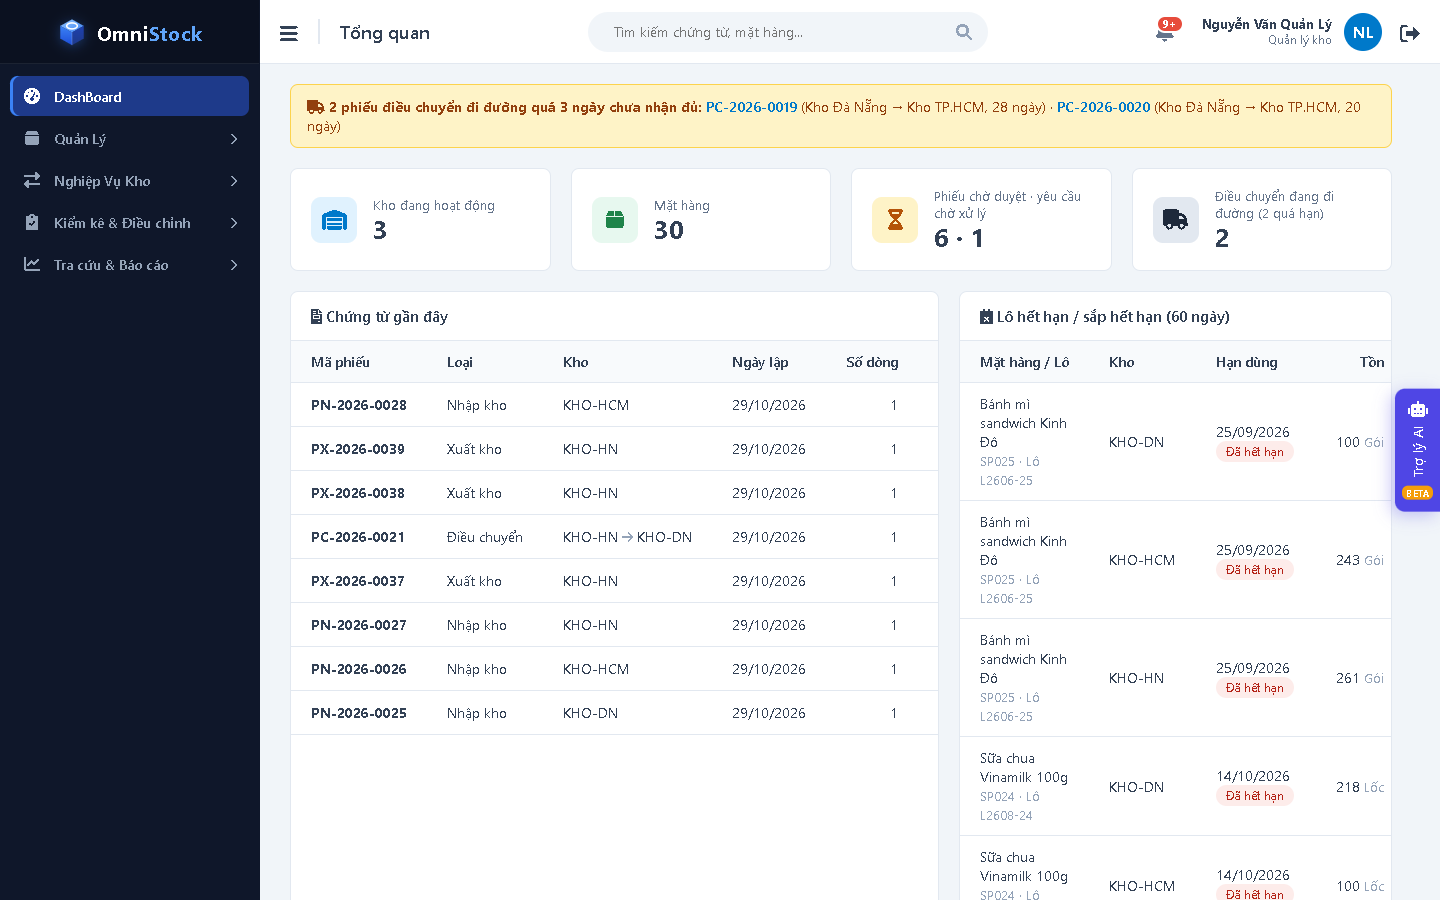 OmniStock
Tổng quan
Tìm kiếm chứng từ, mặt hàng...
9+
Nguyễn Văn Quản Lý
Quản lý kho
NL
DashBoard
Quản Lý
Nghiệp Vụ Kho
Kiểm kê & Điều chỉnh
Tra cứu & Báo cáo
2 phiếu điều chuyển đi đường quá 3 ngày chưa nhận đủ: PC-2026-0019 (Kho Đà Nẵng → Kho TP.HCM, 28 ngày) · PC-2026-0020 (Kho Đà Nẵng → Kho TP.HCM, 20
ngày)
Kho đang hoạt động
3
Mặt hàng
30
Phiếu chờ duyệt · yêu cầu
chờ xử lý
6 · 1
Điều chuyển đang đi
đường (2 quá hạn)
2
Chứng từ gần đây
Mã phiếu Loại Kho Ngày lập Số dòng
PN-2026-0028 Nhập kho KHO-HCM 29/10/2026 1
PX-2026-0039 Xuất kho KHO-HN 29/10/2026 1
PX-2026-0038 Xuất kho KHO-HN 29/10/2026 1
PC-2026-0021 Điều chuyển KHO-HN → KHO-DN 29/10/2026 1
PX-2026-0037 Xuất kho KHO-HN 29/10/2026 1
PN-2026-0027 Nhập kho KHO-HN 29/10/2026 1
PN-2026-0026 Nhập kho KHO-HCM 29/10/2026 1
PN-2026-0025 Nhập kho KHO-DN 29/10/2026 1
Lô hết hạn / sắp hết hạn (60 ngày)
Mặt hàng / Lô Kho Hạn dùng Tồn
Bánh mì
sandwich Kinh
Đô
SP025 · Lô
L2606-25
KHO-DN
25/09/2026
Đã hết hạn
100 Gói
Bánh mì
sandwich Kinh
Đô
SP025 · Lô
L2606-25
KHO-HCM
25/09/2026
Đã hết hạn
243 Gói
Bánh mì
sandwich Kinh
Đô
SP025 · Lô
L2606-25
KHO-HN
25/09/2026
Đã hết hạn
261 Gói
Sữa chua
Vinamilk 100g
SP024 · Lô
L2608-24
KHO-DN
14/10/2026
Đã hết hạn
218 Lốc
Sữa chua
Vinamilk 100g
SP024 · Lô
KHO-HCM
14/10/2026
Đã hết hạn
100 Lốc
Trợ lý AI
BETA